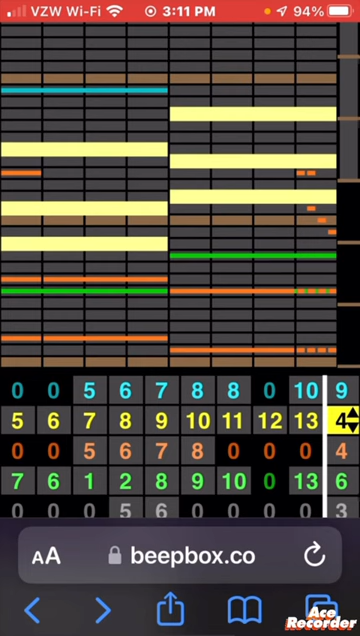 VZW Wi-Fi 3:11 PM 94%
0 0 5 6 7 8 8 0 10 9
5 6 7 8 9 10 11 12 13 4
0 0 5 6 7 8 0 0 0 4
7 6 1 2 8 9 10 0 13 6
0 0 0 5 6 0 0 0 0 3
AA beepbox.co
Ace
Recorder